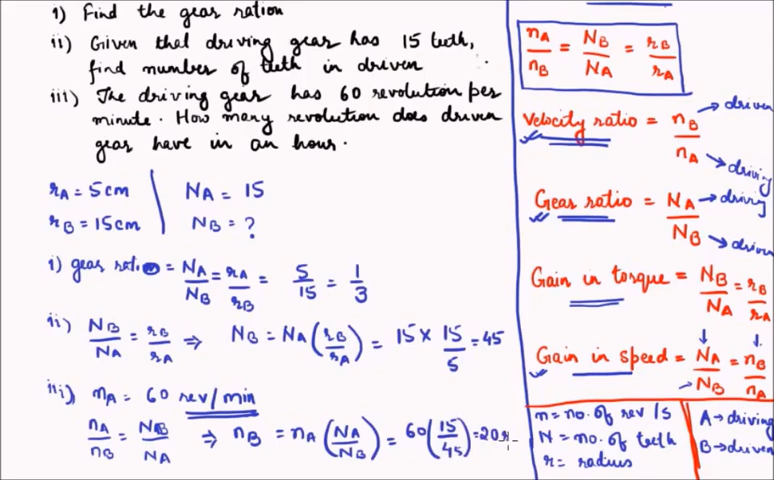 i) Find the gear ration
ii) Given that driving gear has 15 teeth,
find number of teeth in driven
iii) The driving gear has 60 revolution per
minute. How many revolution does driven
gear have in an hour.
rA = 5cm | NA = 15
rB = 15cm | NB = ?
i) gear ratio = NA/NB = rA/rB = 5/15 = 1/3
ii) NB/NA = rB/rA ⇒ NB = NA (rB/rA) = 15 × 15/5 = 45
iii) nA = 60 rev/min
nA/nB = NB/NA ⇒ nB = nA (NA/NB) = 60 (15/45) = 20
nA/nB = NB/NA = rB/rA
Velocity ratio = nB/nA → driven → driving
Gear ratio = NA/NB → driving → driven
Gain in torque = NB/NA = rB/rA
Gain in speed = NA/NB = nB/nA
n = no. of rev/s
N = no. of teeth
r = radius
A → driving
B → driven